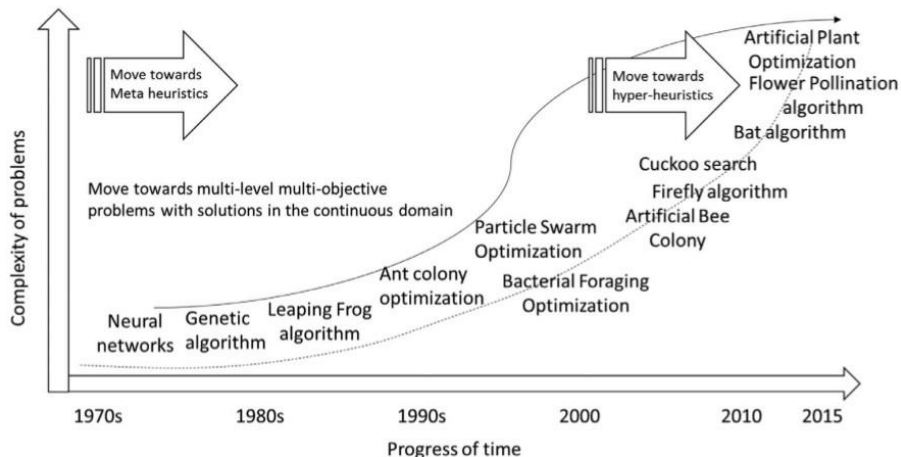 Complexity of problems
Move towards
Meta heuristics
Move towards
hyper-heuristics
Artificial Plant
Optimization
Flower Pollination
algorithm
Bat algorithm
Cuckoo search
Firefly algorithm
Artificial Bee
Colony
Move towards multi-level multi-objective
problems with solutions in the continuous domain
Particle Swarm
Optimization
Ant colony
optimization
Bacterial Foraging
Optimization
Leaping Frog
algorithm
Genetic
algorithm
Neural
networks
1970s 1980s 1990s 2000 2010 2015
Progress of time